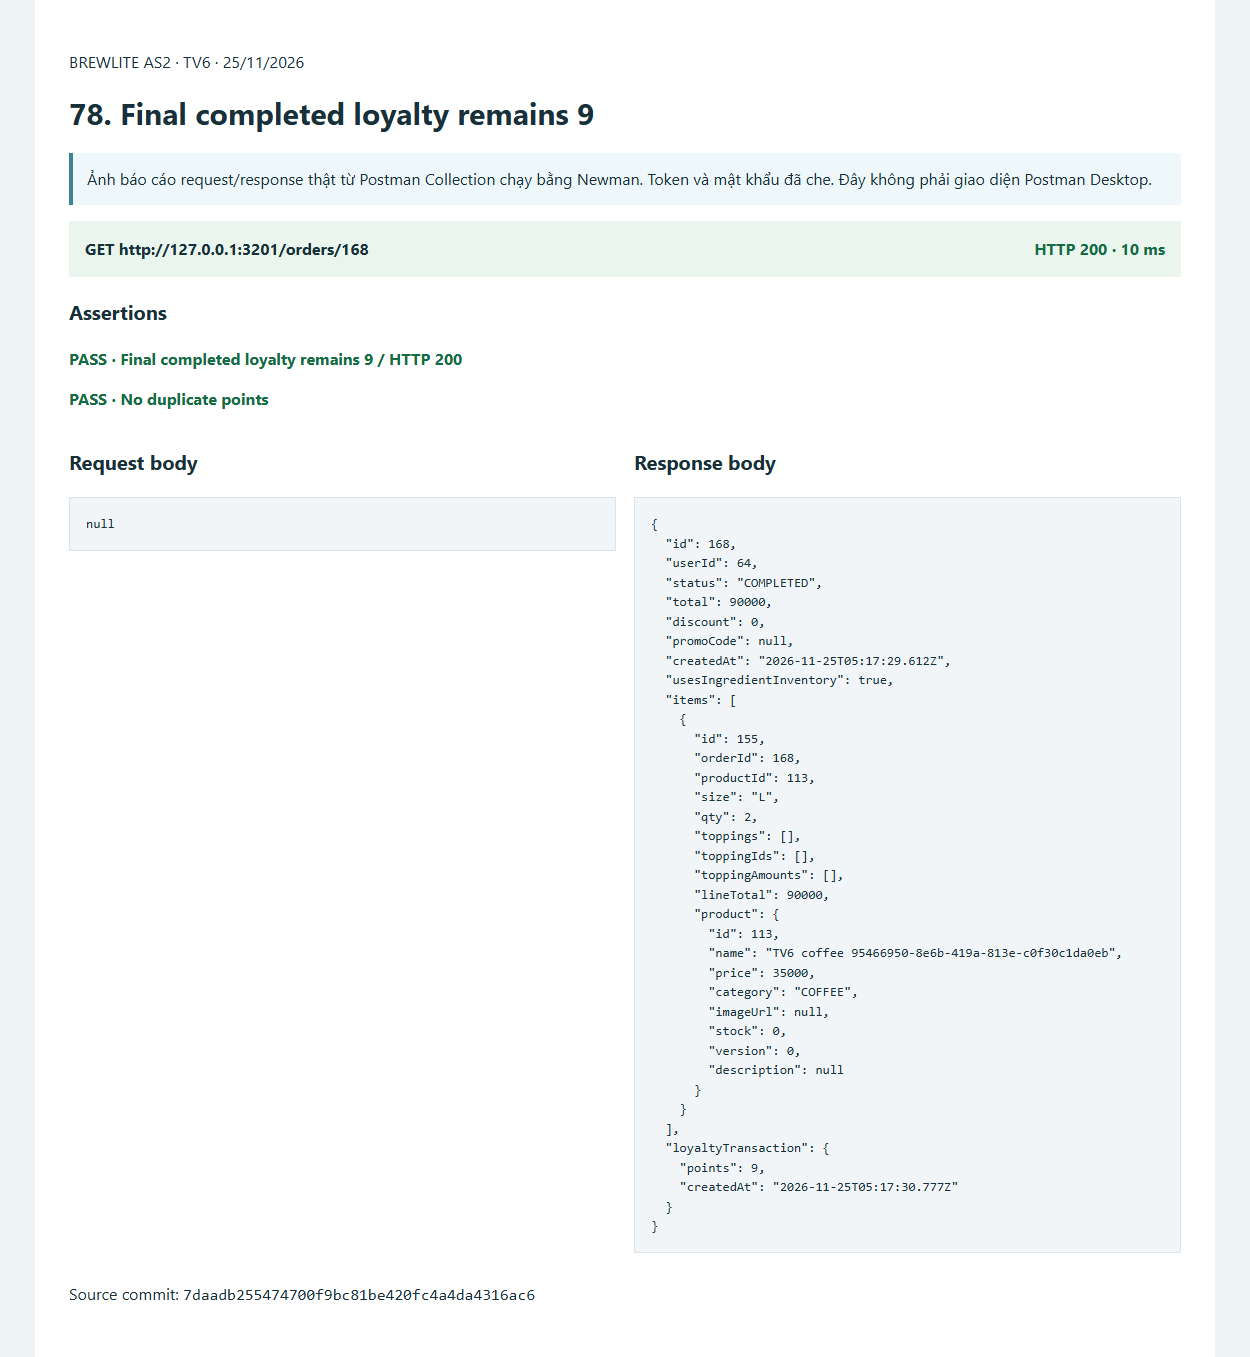 BREWLITE AS2 · TV6 · 25/11/2026
78. Final completed loyalty remains 9
Ảnh báo cáo request/response thật từ Postman Collection chạy bằng Newman. Token và mật khẩu đã che. Đây không phải giao diện Postman Desktop.
GET http://127.0.0.1:3201/orders/168
HTTP 200 · 10 ms
Assertions
PASS · Final completed loyalty remains 9 / HTTP 200
PASS · No duplicate points
Request body
null
Response body
{
  "id": 168,
  "userId": 64,
  "status": "COMPLETED",
  "total": 90000,
  "discount": 0,
  "promoCode": null,
  "createdAt": "2026-11-25T05:17:29.612Z",
  "usesIngredientInventory": true,
  "items": [
    {
      "id": 155,
      "orderId": 168,
      "productId": 113,
      "size": "L",
      "qty": 2,
      "toppings": [],
      "toppingIds": [],
      "toppingAmounts": [],
      "lineTotal": 90000,
      "product": {
        "id": 113,
        "name": "TV6 coffee 95466950-8e6b-419a-813e-c0f30c1da0eb",
        "price": 35000,
        "category": "COFFEE",
        "imageUrl": null,
        "stock": 0,
        "version": 0,
        "description": null
      }
    }
  ],
  "loyaltyTransaction": {
    "points": 9,
    "createdAt": "2026-11-25T05:17:30.777Z"
  }
}
Source commit: 7daadb255474700f9bc81be420fc4a4da4316ac6